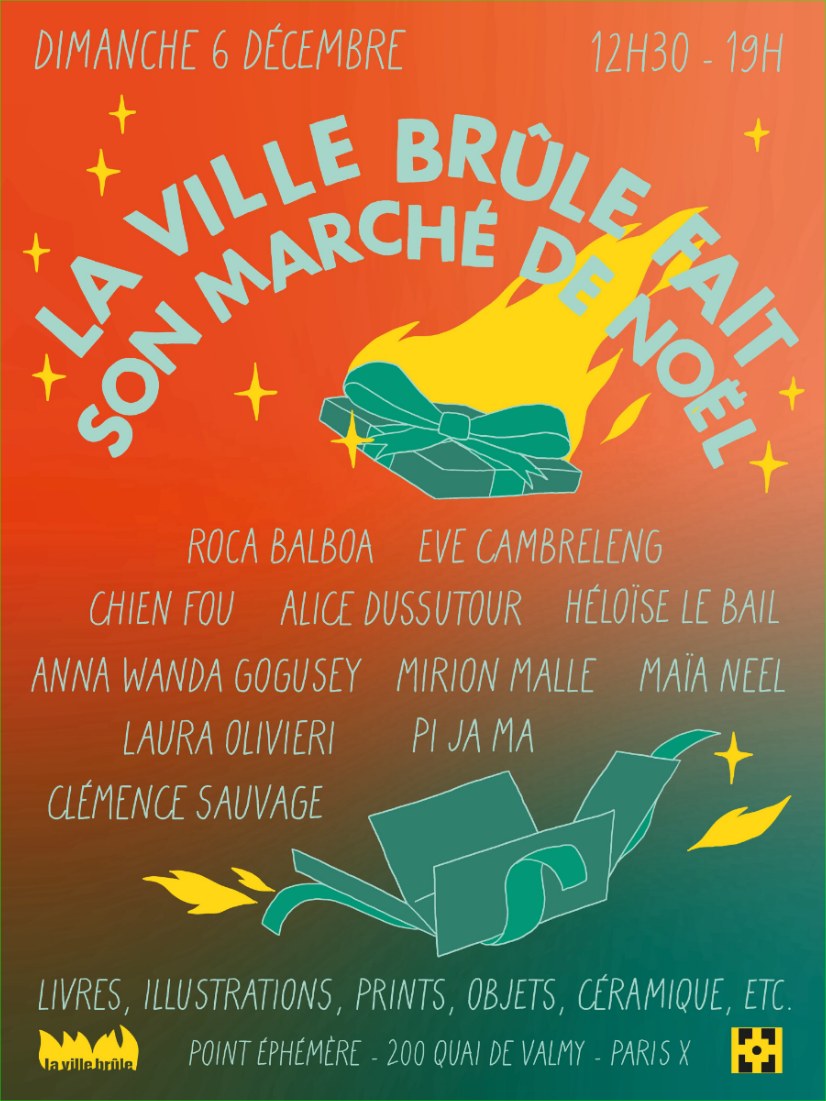 DIMANCHE 6 DÉCEMBRE
12H30 - 19H
LA VILLE BRÛLE FAIT
SON MARCHÉ DE NOËL
ROCA BALBOA EVE CAMBRELENG
CHIEN FOU ALICE DUSSUTOUR HÉLOÏSE LE BAIL
ANNA WANDA GOGUSEY MIRION MALLE MAÏA NEEL
LAURA OLIVIERI PI JA MA
CLÉMENCE SAUVAGE
LIVRES, ILLUSTRATIONS, PRINTS, OBJETS, CÉRAMIQUE, ETC.
la ville brûle
POINT ÉPHÉMÈRE - 200 QUAI DE VALMY - PARIS X